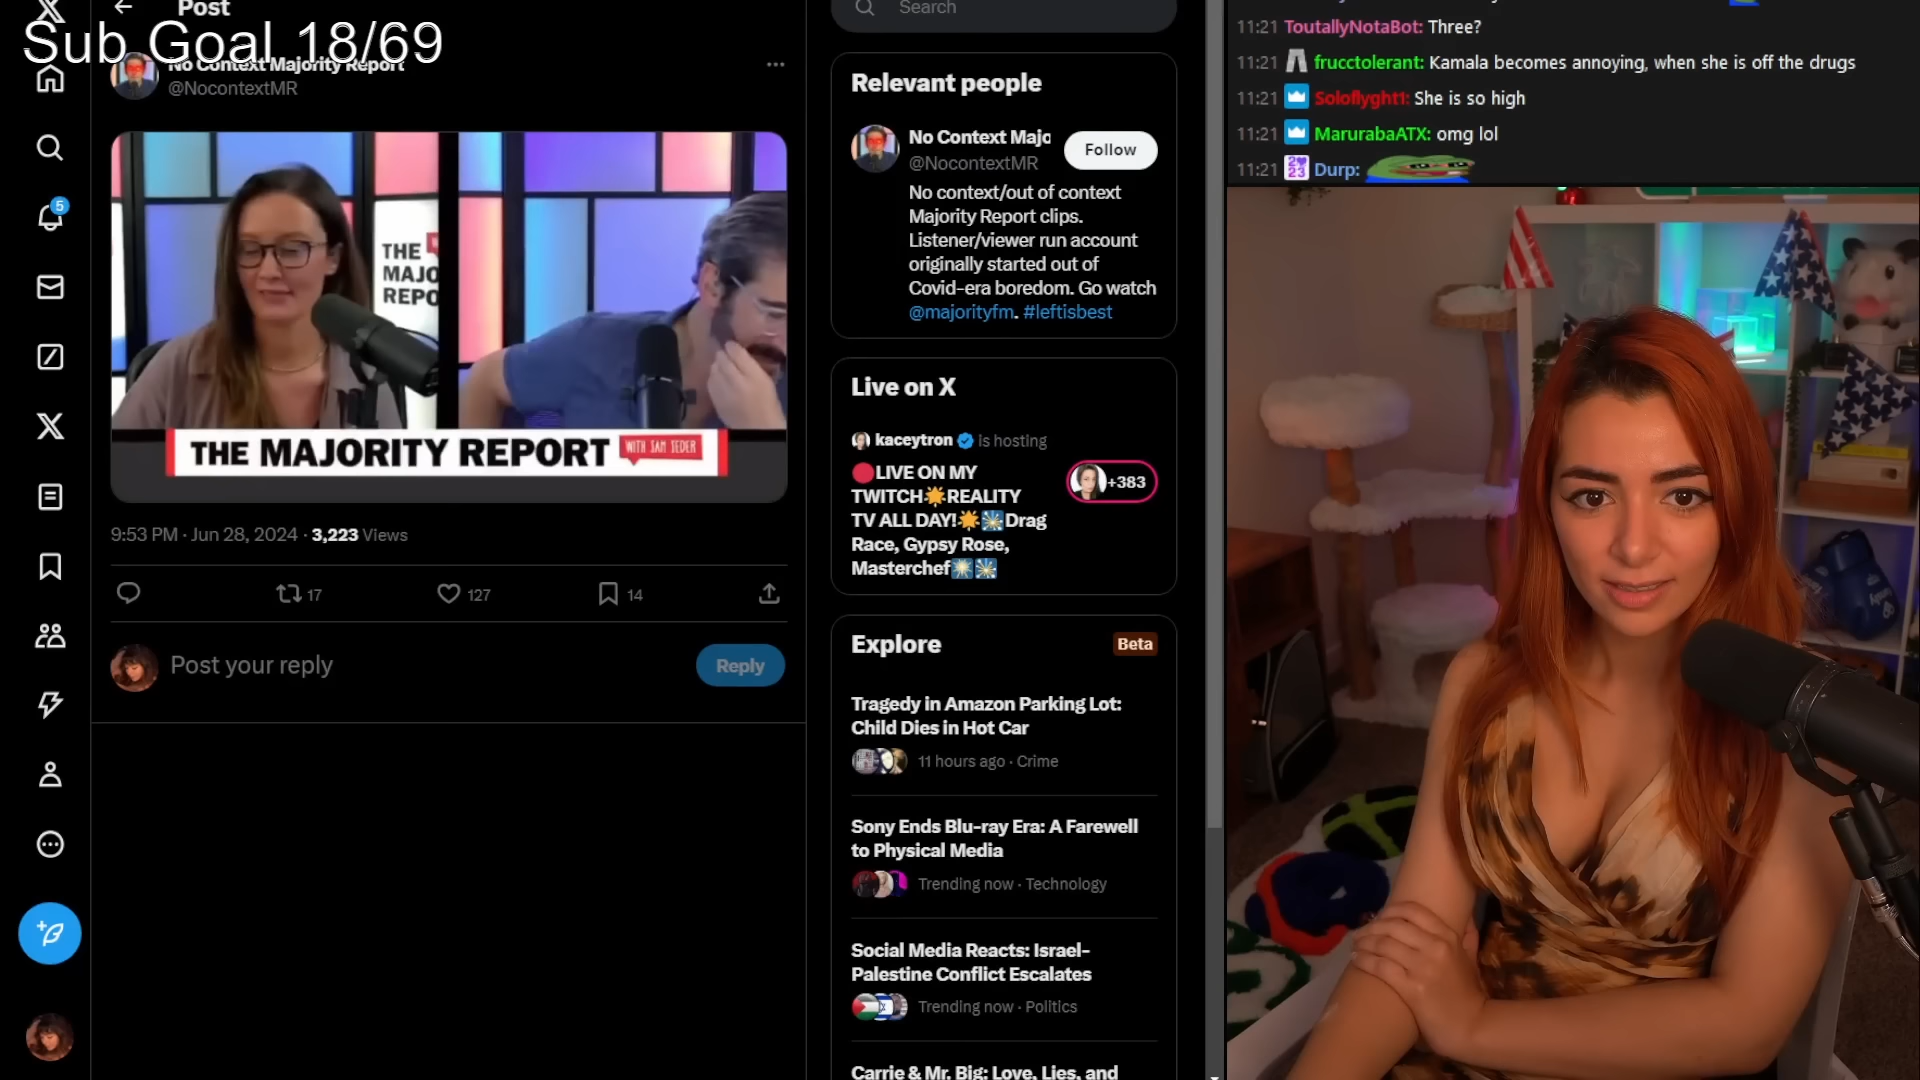 Post
Sub Goal 18/69
No Context Majority Report
@NocontextMR
THE
MAJO
REPO
THE MAJORITY REPORT
WITH SAM SEDER
9:53 PM · Jun 28, 2024 · 3,223 Views
17
127
14
Post your reply
Reply
5
Search
Relevant people
No Context Majo
@NocontextMR
Follow
No context/out of context
Majority Report clips.
Listener/viewer run account
originally started out of
Covid-era boredom. Go watch
@majorityfm. #leftisbest
Live on X
kaceytron is hosting
LIVE ON MY
TWITCH REALITY
TV ALL DAY! Drag
Race, Gypsy Rose,
Masterchef
+383
Explore
Beta
Tragedy in Amazon Parking Lot:
Child Dies in Hot Car
11 hours ago · Crime
Sony Ends Blu-ray Era: A Farewell
to Physical Media
Trending now · Technology
Social Media Reacts: Israel-
Palestine Conflict Escalates
Trending now · Politics
Carrie & Mr. Big: Love, Lies, and
11:21 ToutallyNotaBot: Three?
11:21 frucctolerant: Kamala becomes annoying, when she is off the drugs
11:21 Soloflyght1: She is so high
11:21 MarurabaATX: omg lol
11:21 Durp: